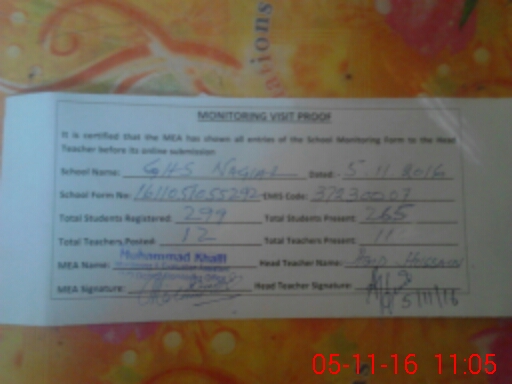 MONITORING VISIT PROOF
It is certified that the MEA has shown all entries of the School Monitoring Form to the Head
Teacher before its online submission
School Name: GHS Dated: 5.11.2016
School Form No: EMIS Code: 37230007
Total Students Registered: 299 Total Students Present: 265
Total Teachers Posted: 12 Total Teachers Present: 11
MEA Name: Muhammad Khalil Head Teacher Name:
MEA Signature: Head Teacher Signature:
5/11/16
05-11-16 11:05